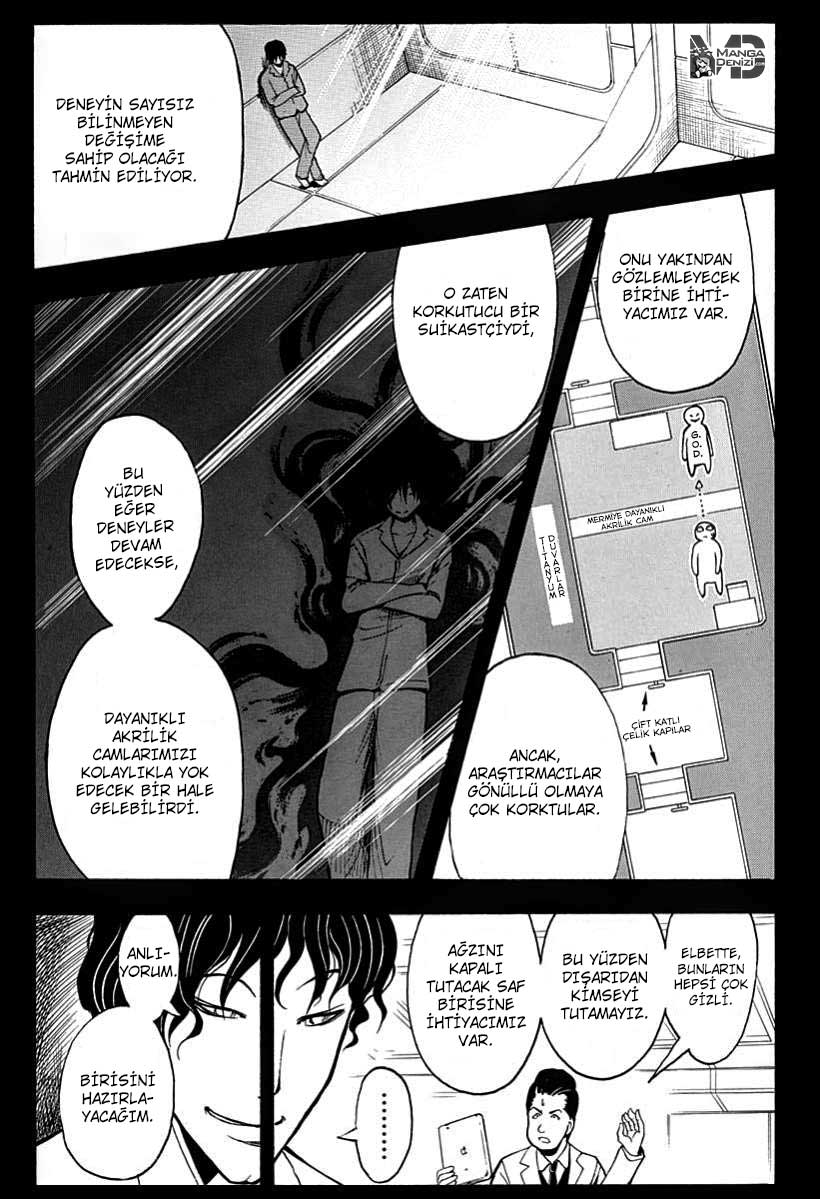 MANGA
DENİZİ.com
DENEYİN SAYISIZ
BİLİNMEYEN
DEĞİŞİME
SAHİP OLACAĞI
TAHMİN EDİLİYOR.
ONU YAKINDAN
GÖZLEMLEYECEK
BİRİNE İHTİ-
YACIMIZ VAR.
G.O.D.
MERMİYE DAYANIKLI
AKRİLİK CAM
TİTANYUM
DUVARLAR
ÇİFT KATLI
ÇELİK KAPILAR
ANCAK,
ARAŞTIRMACILAR
GÖNÜLLÜ OLMAYA
ÇOK KORKTULAR.
O ZATEN
KORKUTUCU BİR
SUİKASTÇİYDİ,
BU
YÜZDEN
EĞER
DENEYLER
DEVAM
EDECEKSE,
DAYANIKLI
AKRİLİK
CAMLARIMIZI
KOLAYLIKLA YOK
EDECEK BİR HALE
GELEBİLİRDİ.
ELBETTE,
BUNLARIN
HEPSİ ÇOK
GİZLİ.
BU YÜZDEN
DIŞARIDAN
KİMSEYİ
TUTAMAYIZ.
AĞZINI
KAPALI
TUTACAK SAF
BİRİSİNE
İHTİYACIMIZ
VAR.
........
ANLI-
YORUM.
BİRİSİNİ
HAZIRLA-
YACAĞIM.